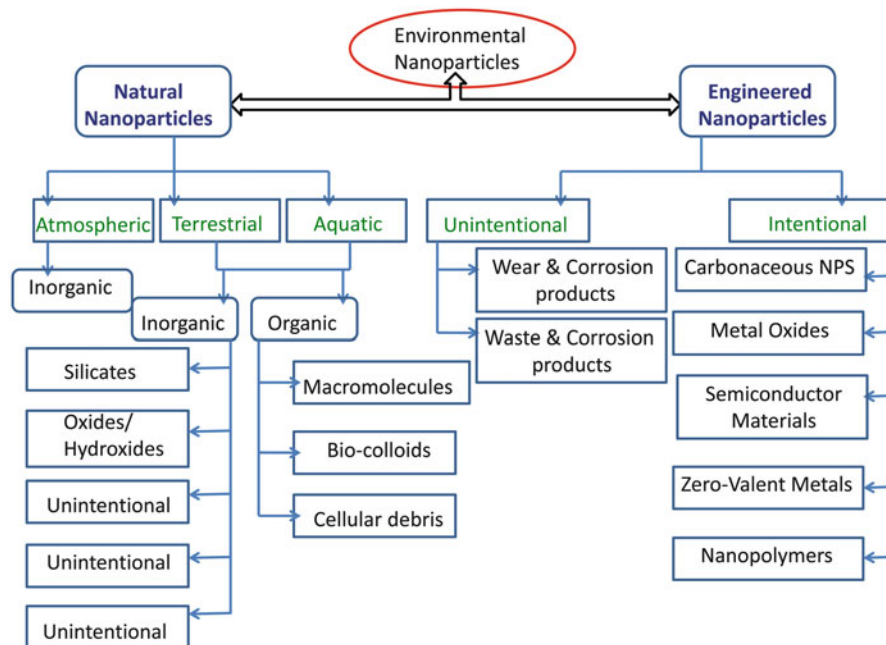 Environmental
Nanoparticles
Natural
Nanoparticles
Engineered
Nanoparticles
Atmospheric
Terrestrial
Aquatic
Unintentional
Intentional
Inorganic
Inorganic
Organic
Silicates
Oxides/
Hydroxides
Unintentional
Unintentional
Unintentional
Macromolecules
Bio-colloids
Cellular debris
Wear & Corrosion
products
Waste & Corrosion
products
Carbonaceous NPS
Metal Oxides
Semiconductor
Materials
Zero-Valent Metals
Nanopolymers